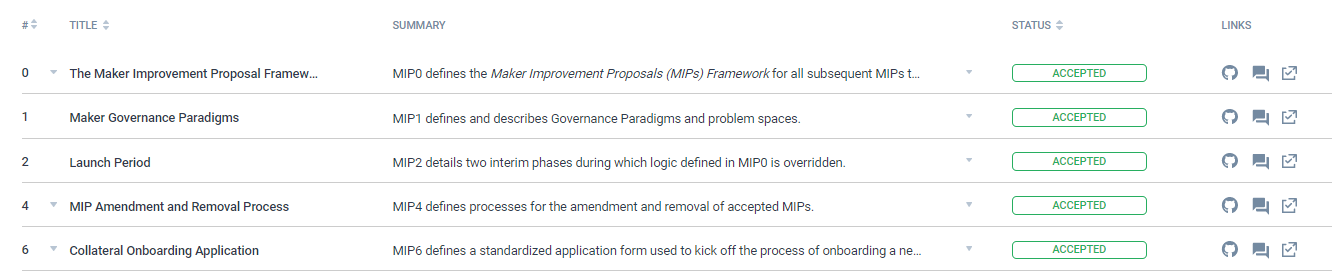 # TITLE SUMMARY STATUS LINKS
0 The Maker Improvement Proposal Framew... MIP0 defines the Maker Improvement Proposals (MIPs) Framework for all subsequent MIPs t... ACCEPTED
1 Maker Governance Paradigms MIP1 defines and describes Governance Paradigms and problem spaces. ACCEPTED
2 Launch Period MIP2 details two interim phases during which logic defined in MIP0 is overridden. ACCEPTED
4 MIP Amendment and Removal Process MIP4 defines processes for the amendment and removal of accepted MIPs. ACCEPTED
6 Collateral Onboarding Application MIP6 defines a standardized application form used to kick off the process of onboarding a ne... ACCEPTED